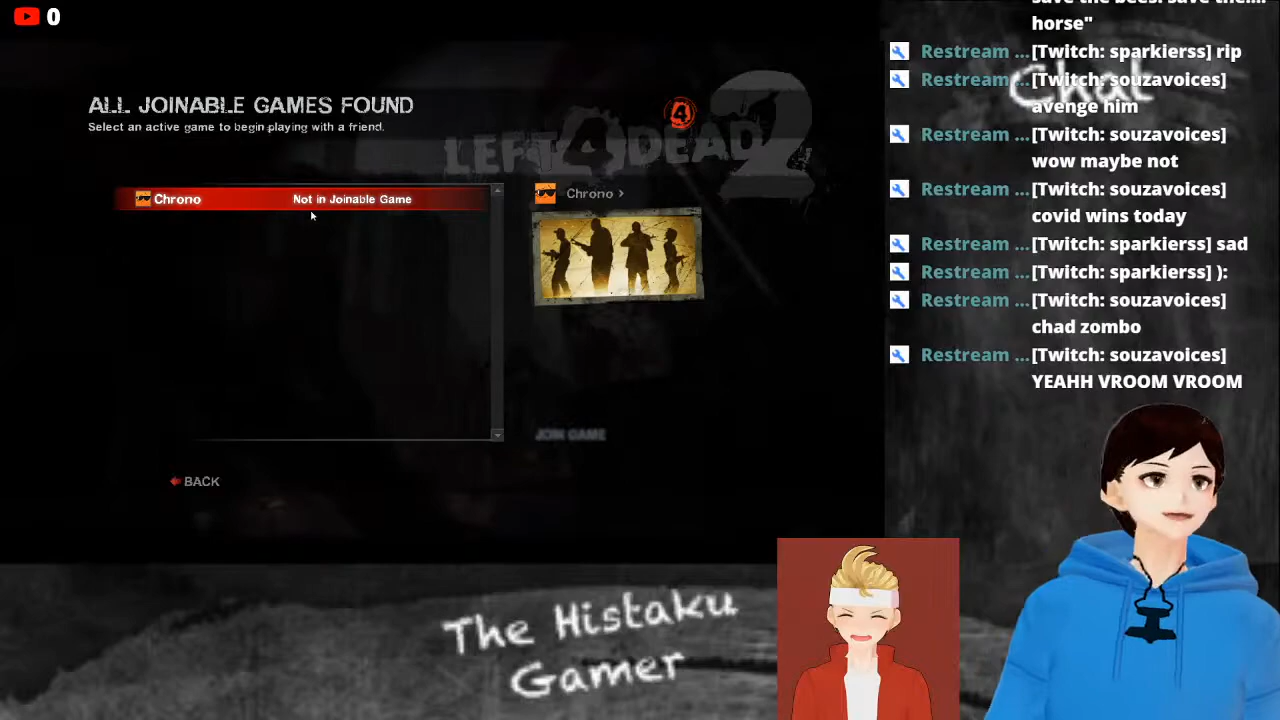 0
save the bees. save the....
horse"
Restream ... [Twitch: sparkierss] rip
Restream ... [Twitch: souzavoices]
avenge him
Restream ... [Twitch: souzavoices]
wow maybe not
Restream ... [Twitch: souzavoices]
covid wins today
Restream ... [Twitch: sparkierss] sad
Restream ... [Twitch: sparkierss] ):
Restream ... [Twitch: souzavoices]
chad zombo
Restream ... [Twitch: souzavoices]
YEAHH VROOM VROOM
Chat
ALL JOINABLE GAMES FOUND
Select an active game to begin playing with a friend.
4
LEFT 4 DEAD 2
Chrono Not in Joinable Game
Chrono >
JOIN GAME
BACK
The Histaku
Gamer